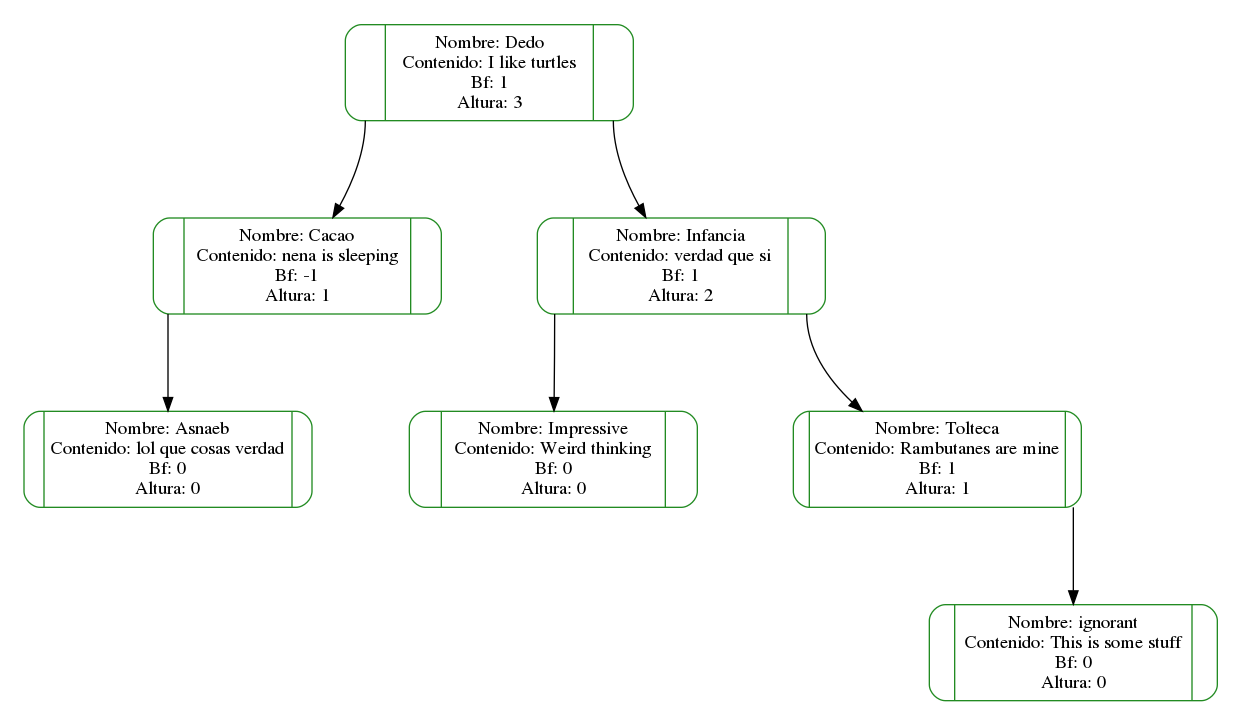 Nombre: Dedo
Contenido: I like turtles
Bf: 1
Altura: 3
Nombre: Cacao
Contenido: nena is sleeping
Bf: -1
Altura: 1
Nombre: Infancia
Contenido: verdad que si
Bf: 1
Altura: 2
Nombre: Asnaeb
Contenido: lol que cosas verdad
Bf: 0
Altura: 0
Nombre: Impressive
Contenido: Weird thinking
Bf: 0
Altura: 0
Nombre: Tolteca
Contenido: Rambutanes are mine
Bf: 1
Altura: 1
Nombre: ignorant
Contenido: This is some stuff
Bf: 0
Altura: 0